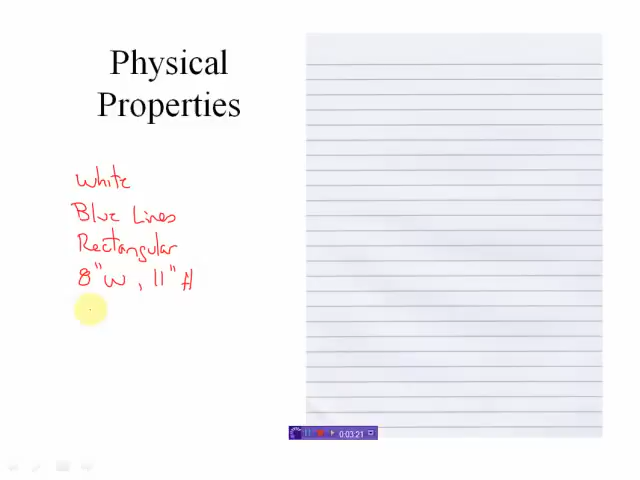 Physical
Properties
White
Blue Lines
Rectangular
8"W, 11"H
0:03:21